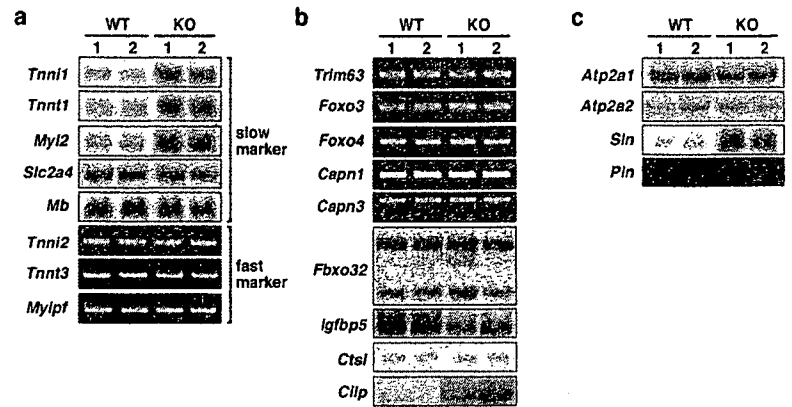 a
WT KO
1 2 1 2
Tnni1
Tnnt1
Myl2
Slc2a4
Mb
slow
marker
Tnni2
Tnnt3
Mylpf
fast
marker
b
WT KO
1 2 1 2
Trim63
Foxo3
Foxo4
Capn1
Capn3
Fbxo32
Igfbp5
Ctsl
Cilp
c
WT KO
1 2 1 2
Atp2a1
Atp2a2
Sln
Pln